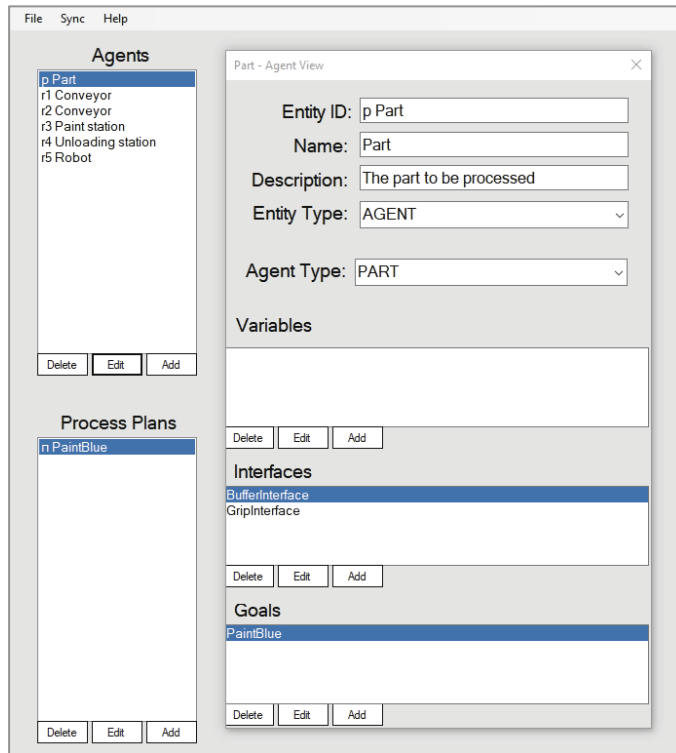 File Sync Help
Agents
p Part
r1 Conveyor
r2 Conveyor
r3 Paint station
r4 Unloading station
r5 Robot
Delete Edit Add
Process Plans
π PaintBlue
Delete Edit Add
Part - Agent View
Entity ID: p Part
Name: Part
Description: The part to be processed
Entity Type: AGENT
Agent Type: PART
Variables
Delete Edit Add
Interfaces
BufferInterface
GripInterface
Delete Edit Add
Goals
PaintBlue
Delete Edit Add